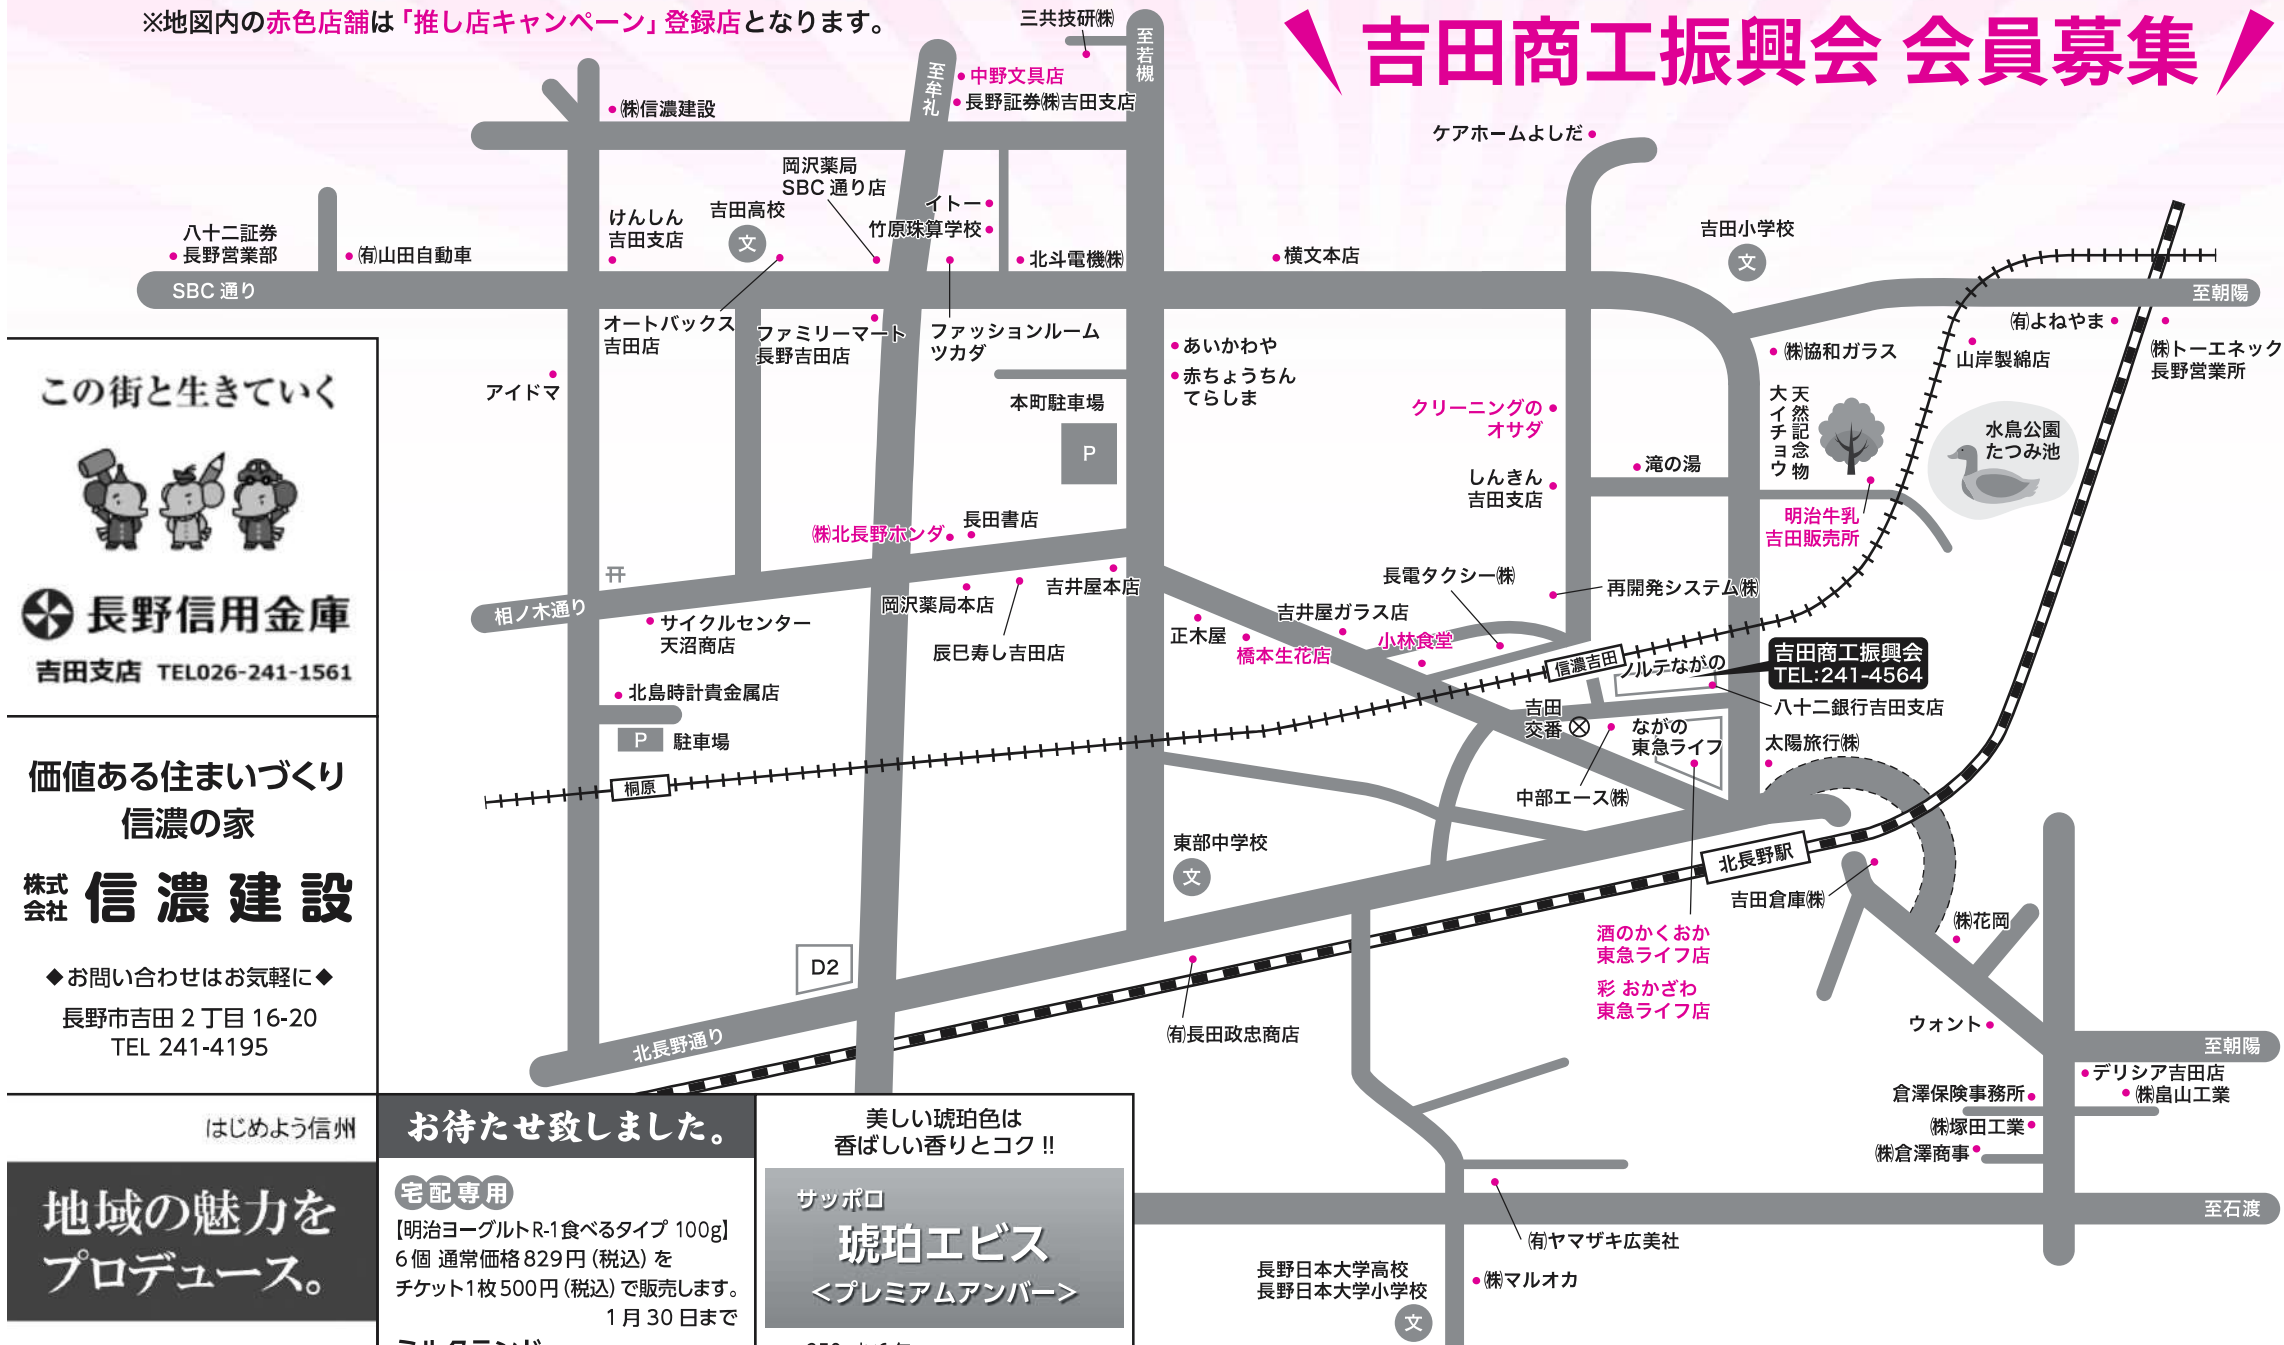 ※地図内の赤色店舗は「推し店キャンペーン」登録店となります。
吉田商工振興会 会員募集
三共技研㈱
至若槻
至牟礼
中野文具店
長野証券㈱吉田支店
㈱信濃建設
ケアホームよしだ
岡沢薬局
SBC 通り店
イトー
竹原珠算学校
吉田高校
文
けんしん
吉田支店
八十二証券
長野営業部
㈲山田自動車
北斗電機㈱
横文本店
吉田小学校
文
SBC 通り
至朝陽
オートバックス
吉田店
ファミリーマート
長野吉田店
ファッションルーム
ツカダ
あいかわや
赤ちょうちん
てらしま
㈲よねやま
㈱協和ガラス
山岸製綿店
㈱トーエネック
長野営業所
アイドマ
本町駐車場
P
クリーニングの
オサダ
天然記念物
大イチョウ
水鳥公園
たつみ池
しんきん
吉田支店
滝の湯
明治牛乳
吉田販売所
㈱北長野ホンダ
長田書店
相ノ木通り
サイクルセンター
天沼商店
岡沢薬局本店
辰巳寿し吉田店
吉井屋本店
長電タクシー㈱
再開発システム㈱
吉井屋ガラス店
正木屋
橋本生花店
小林食堂
信濃吉田
ノルテながの
吉田商工振興会
TEL:241-4564
八十二銀行吉田支店
北島時計貴金属店
P 駐車場
吉田
交番
ながの
東急ライフ
太陽旅行㈱
桐原
中部エース㈱
東部中学校
文
北長野駅
吉田倉庫㈱
㈱花岡
酒のかくおか
東急ライフ店
彩 おかざわ
東急ライフ店
D2
北長野通り
㈲長田政忠商店
ウォント
至朝陽
デリシア吉田店
㈱畠山工業
倉澤保険事務所
㈱塚田工業
㈱倉澤商事
至石渡
㈲ヤマザキ広美社
㈱マルオカ
長野日本大学高校
長野日本大学小学校
文
この街と生きていく
長野信用金庫
吉田支店 TEL026-241-1561
価値ある住まいづくり
信濃の家
株式会社 信濃建設
◆お問い合わせはお気軽に◆
長野市吉田 2 丁目 16-20
TEL 241-4195
はじめよう信州
地域の魅力を
プロデュース。
お待たせ致しました。
宅配専用
【明治ヨーグルトR-1食べるタイプ 100g】
6個 通常価格829円(税込)を
チケット1枚500円(税込)で販売します。
1月30日まで
美しい琥珀色は
香ばしい香りとコク!!
サッポロ
琥珀エビス
＜プレミアムアンバー＞